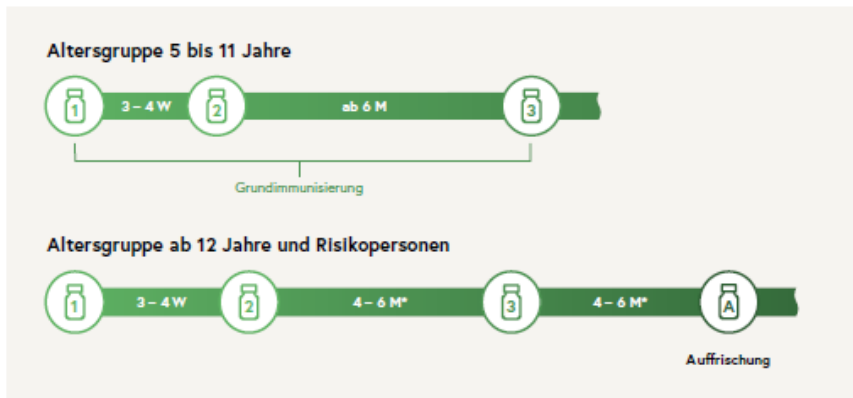 Altersgruppe 5 bis 11 Jahre
1 3 – 4 W 2 ab 6 M 3
Grundimmunisierung
Altersgruppe ab 12 Jahre und Risikopersonen
1 3 – 4 W 2 4 – 6 M* 3 4 – 6 M* A
Auffrischung